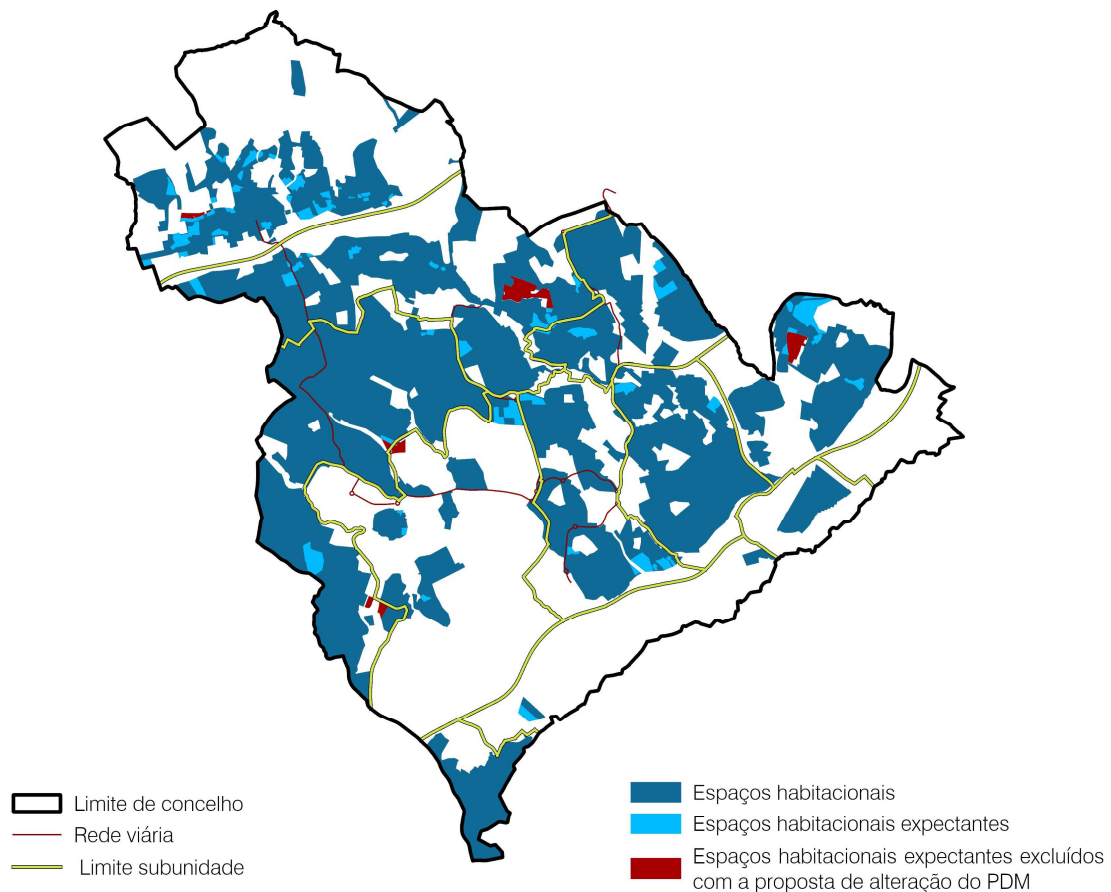 Limite de concelho
Rede viária
Limite subunidade
Espaços habitacionais
Espaços habitacionais expectantes
Espaços habitacionais expectantes excluídos
com a proposta de alteração do PDM